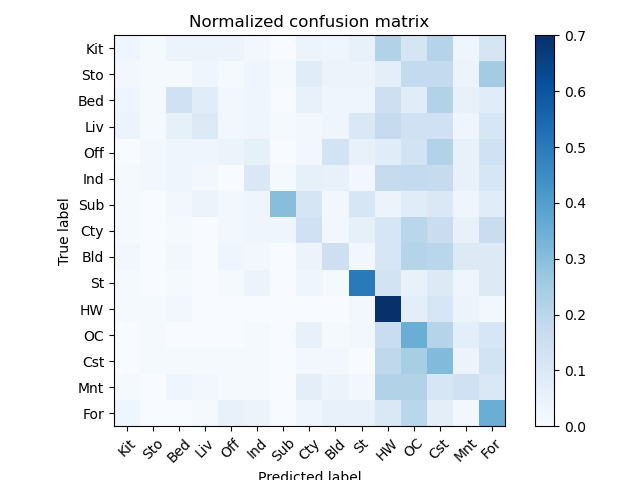 Normalized confusion matrix
True label
Kit
Sto
Bed
Liv
Off
Ind
Sub
Cty
Bld
St
HW
OC
Cst
Mnt
For
Kit Sto Bed Liv Off Ind Sub Cty Bld St HW OC Cst Mnt For
Predicted label
0.7
0.6
0.5
0.4
0.3
0.2
0.1
0.0